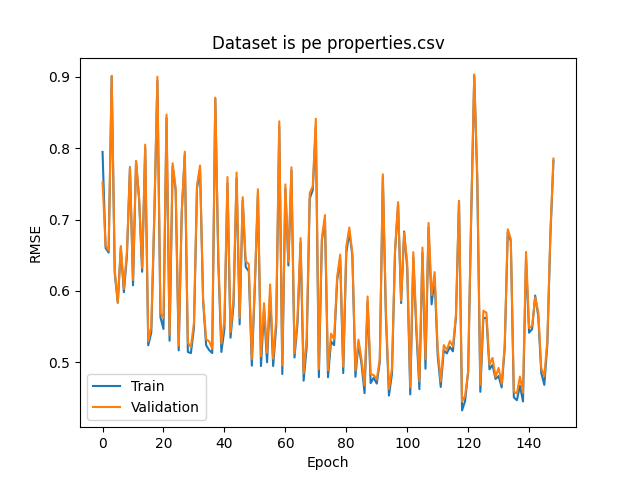 Dataset is pe properties.csv
0.9
0.8
0.7
0.6
0.5
RMSE
Train
Validation
0 20 40 60 80 100 120 140
Epoch